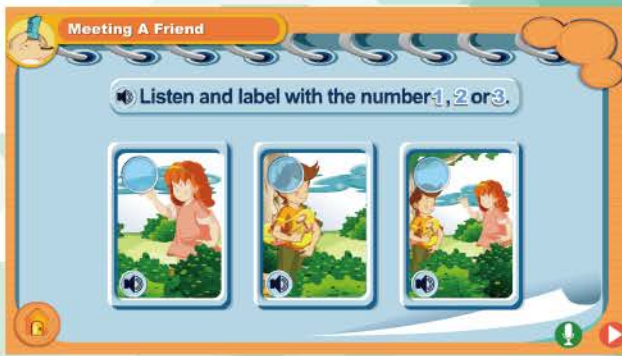 Meeting A Friend
Listen and label with the number 1, 2 or 3.